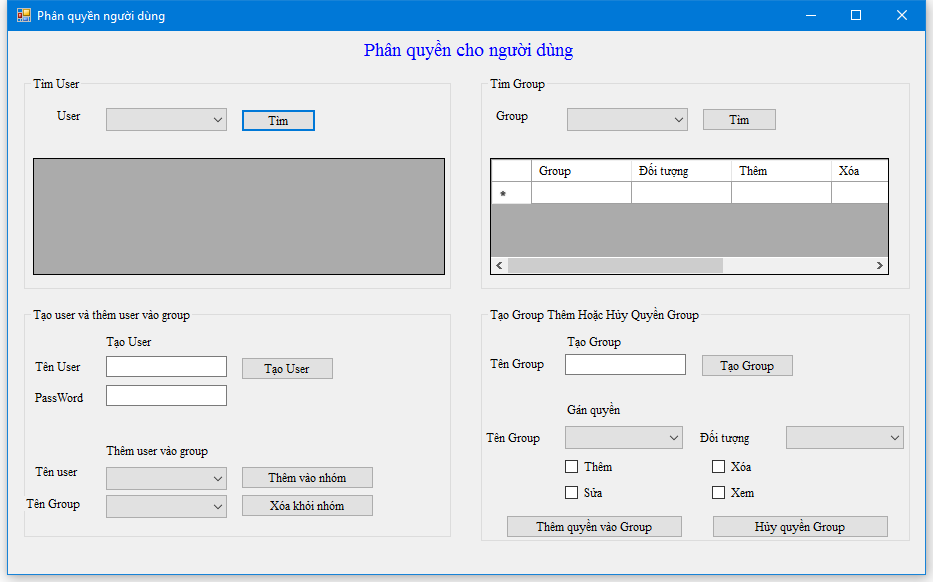 Phân quyền người dùng
Phân quyền cho người dùng
Tìm User
User
Tìm
Tìm Group
Group
Tìm
Group Đối tượng Thêm Xóa
Tạo user và thêm user vào group
Tạo User
Tên User
Tạo User
PassWord
Thêm user vào group
Tên user
Thêm vào nhóm
Tên Group
Xóa khỏi nhóm
Tạo Group Thêm Hoặc Hủy Quyền Group
Tạo Group
Tên Group
Tạo Group
Gán quyền
Tên Group
Đối tượng
Thêm
Xóa
Sửa
Xem
Thêm quyền vào Group
Hủy quyền Group